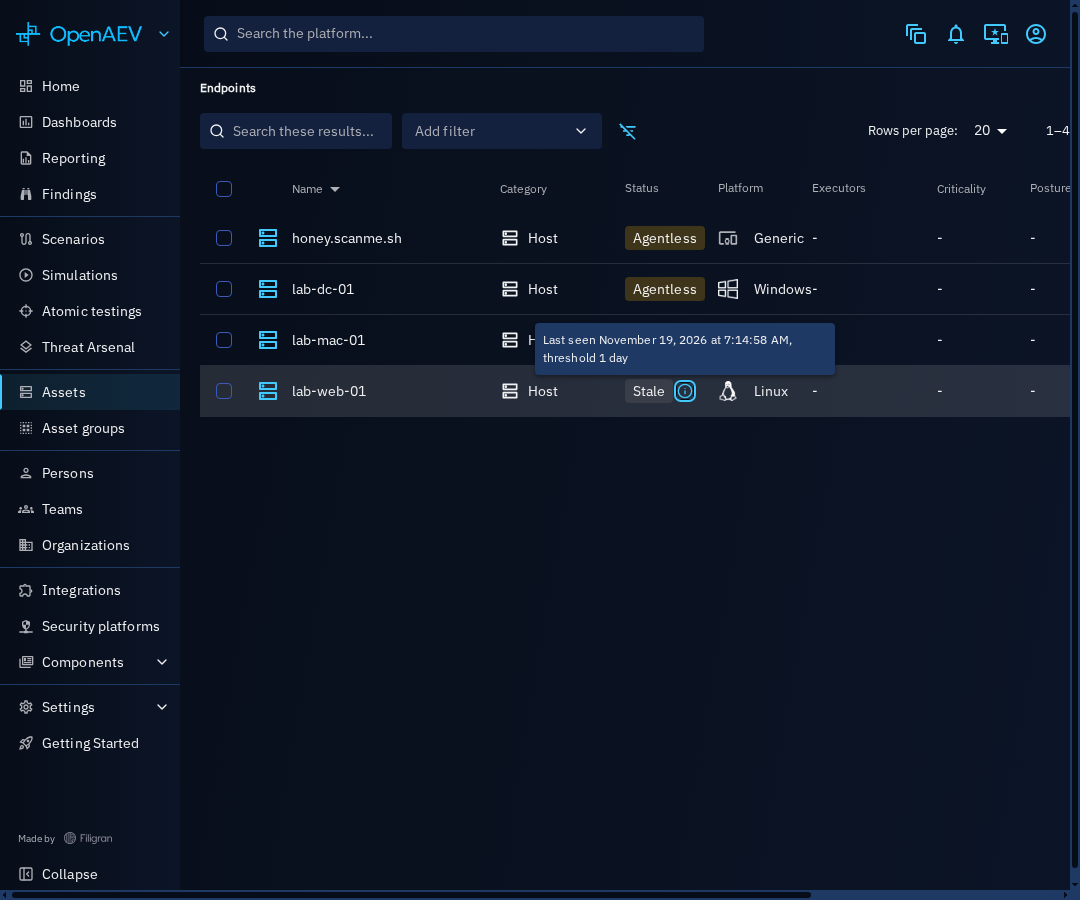 OpenAEV
Search the platform...
Home
Dashboards
Reporting
Findings
Scenarios
Simulations
Atomic testings
Threat Arsenal
Assets
Asset groups
Persons
Teams
Organizations
Integrations
Security platforms
Components
Settings
Getting Started
Made by Filigran
Collapse
Endpoints
Search these results...
Add filter
Rows per page: 20
1–4
Name Category Status Platform Executors Criticality Posture
honey.scanme.sh Host Agentless Generic - - -
lab-dc-01 Host Agentless Windows- - -
lab-mac-01 - -
Last seen November 19, 2026 at 7:14:58 AM,
threshold 1 day
lab-web-01 Host Stale Linux - - -